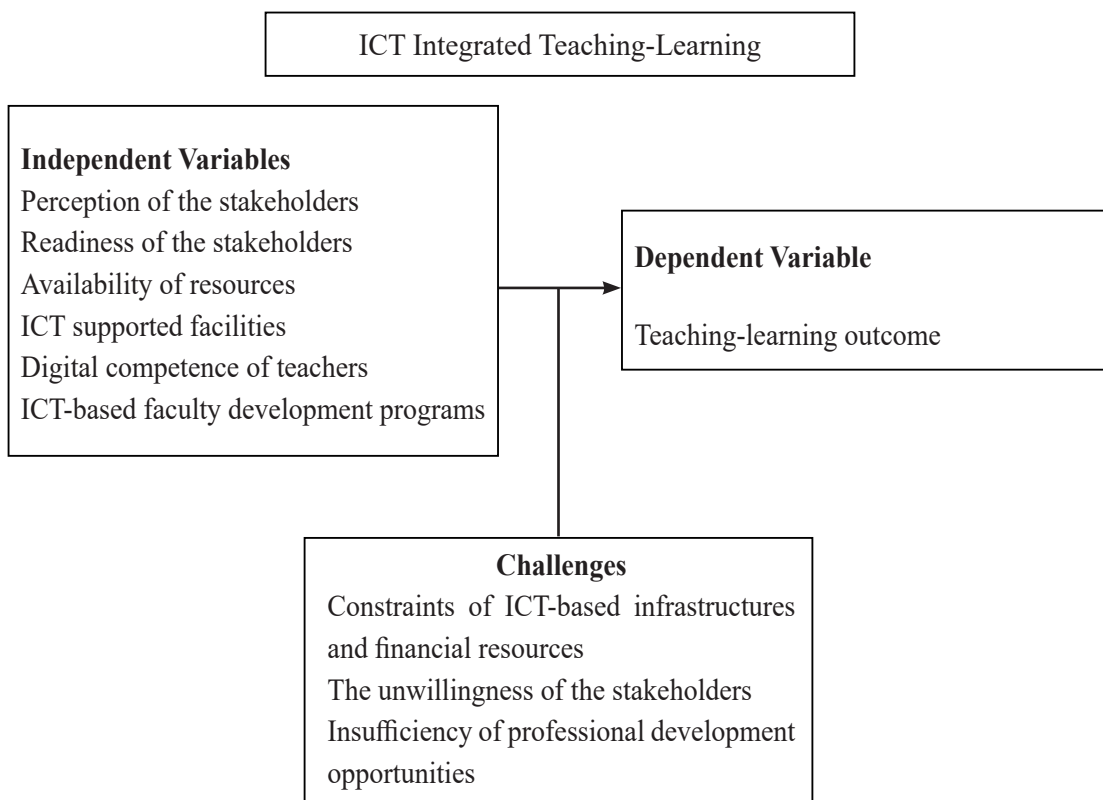 ICT Integrated Teaching-Learning
Independent Variables
Perception of the stakeholders
Readiness of the stakeholders
Availability of resources
ICT supported facilities
Digital competence of teachers
ICT-based faculty development programs
Dependent Variable
Teaching-learning outcome
Challenges
Constraints of ICT-based infrastructures
and financial resources
The unwillingness of the stakeholders
Insufficiency of professional development
opportunities